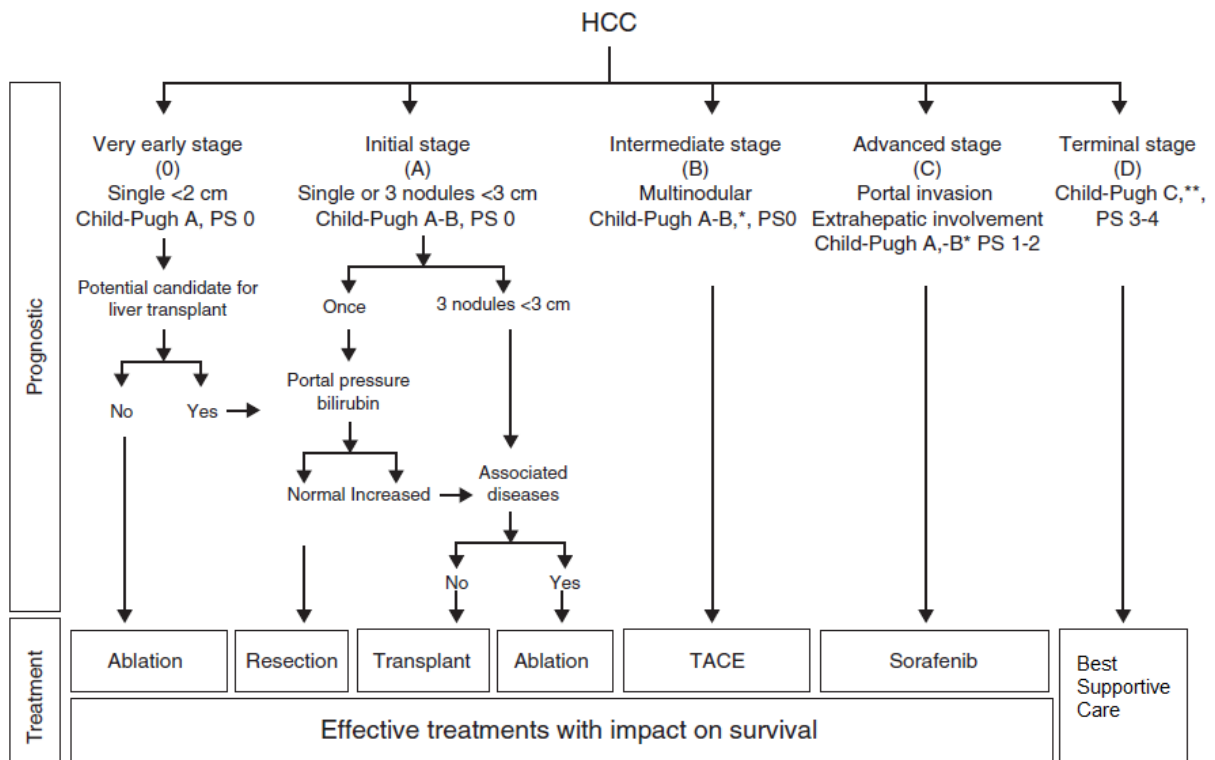 HCC
Prognostic
Very early stage
(0)
Single <2 cm
Child-Pugh A, PS 0
Initial stage
(A)
Single or 3 nodules <3 cm
Child-Pugh A-B, PS 0
Intermediate stage
(B)
Multinodular
Child-Pugh A-B,*, PS0
Advanced stage
(C)
Portal invasion
Extrahepatic involvement
Child-Pugh A,-B* PS 1-2
Terminal stage
(D)
Child-Pugh C,**,
PS 3-4
Potential candidate for
liver transplant
No
Yes
Once
3 nodules <3 cm
Portal pressure
bilirubin
Normal
Increased
Associated
diseases
No
Yes
Treatment
Ablation
Resection
Transplant
Ablation
TACE
Sorafenib
Best
Supportive
Care
Effective treatments with impact on survival